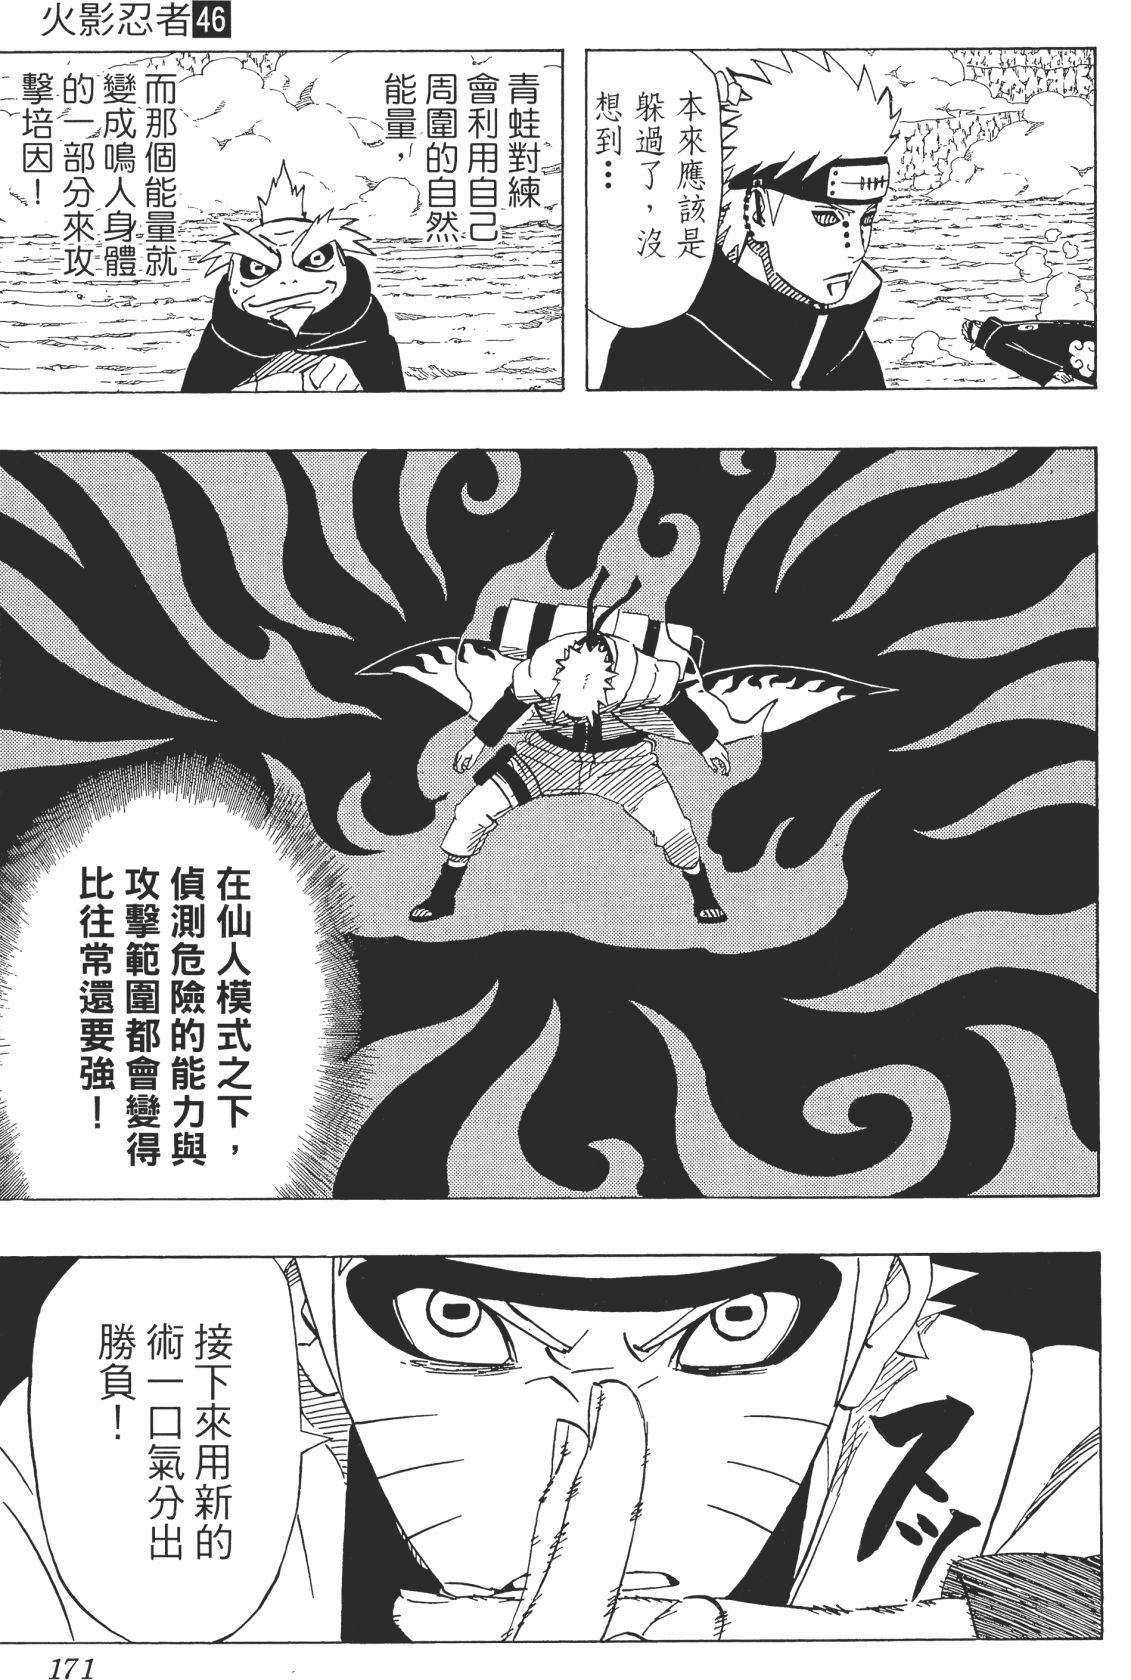 火影忍者46
本來應該是
躲過了，沒
想到…
青蛙對練
會利用自己
周圍的自然
能量，
而那個能量就
變成鳴人身體
的一部分來攻
擊培因！
在仙人模式之下，
偵測危險的能力與
攻擊範圍都會變得
比往常還要強！
接下來用新的
術一口氣分出
勝負！
スッ
171